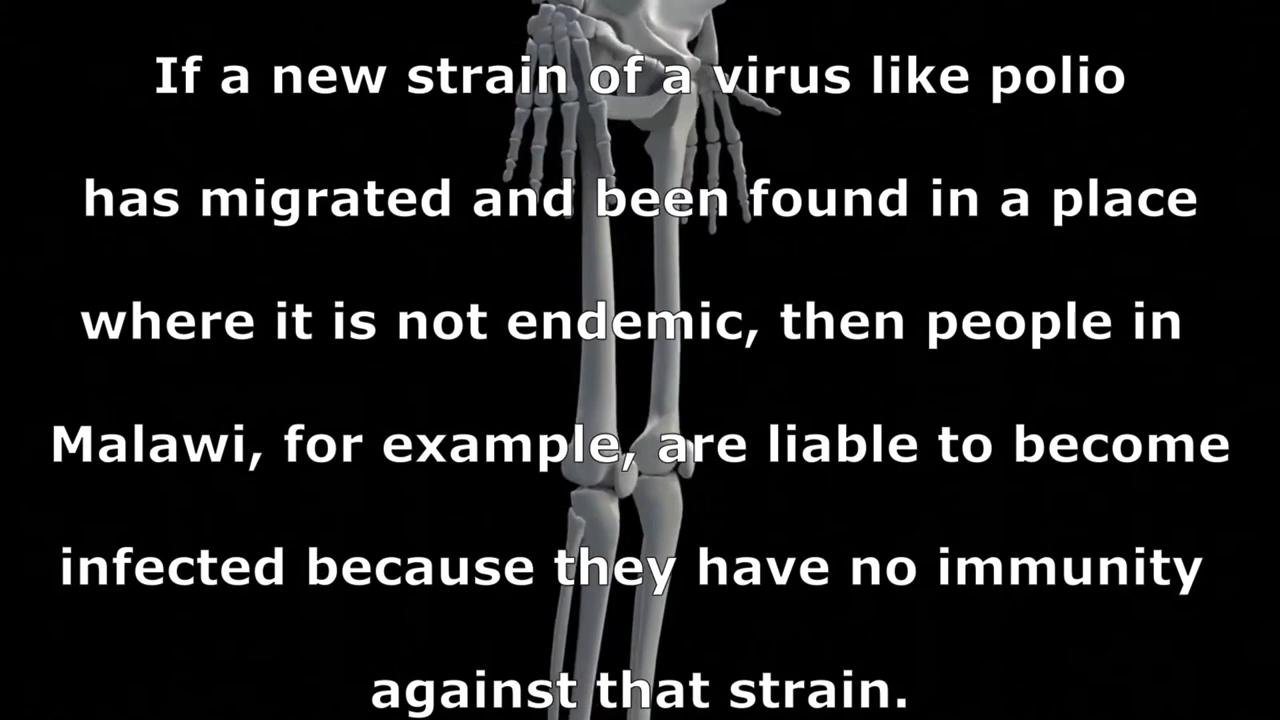 If a new strain of a virus like polio
has migrated and been found in a place
where it is not endemic, then people in
Malawi, for example, are liable to become
infected because they have no immunity
against that strain.